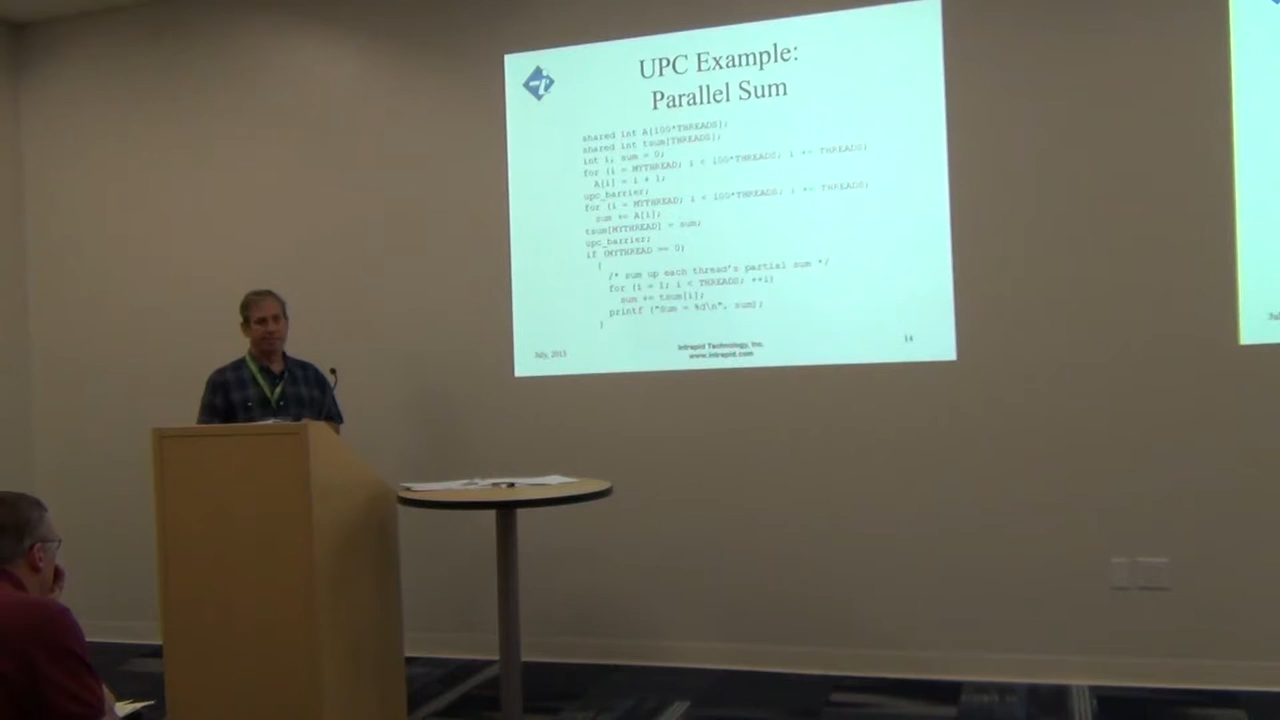 UPC Example:
Parallel Sum
shared int A[100*THREADS];
shared int tsum[THREADS];
int i, sum = 0;
for (i = MYTHREAD; i < 100*THREADS; i += THREADS)
A[i] = i + 1;
upc_barrier;
for (i = MYTHREAD; i < 100*THREADS; i += THREADS)
sum += A[i];
tsum[MYTHREAD] = sum;
upc_barrier;
if (MYTHREAD == 0)
{
/* sum up each thread's partial sum */
for (i = 1; i < THREADS; ++i)
sum += tsum[i];
printf ("Sum = %d\n", sum);
}
July, 2013
Intrepid Technology, Inc.
www.intrepid.com
14